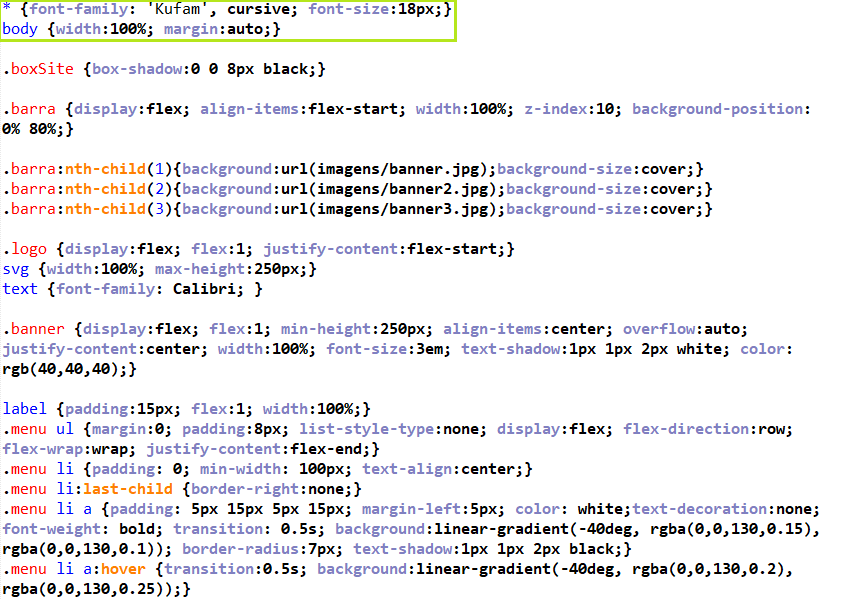 * {font-family: 'Kufam', cursive; font-size:18px;}
body {width:100%; margin:auto;}
.boxSite {box-shadow:0 0 8px black;}
.barra {display:flex; align-items:flex-start; width:100%; z-index:10; background-position:
0% 80%;}
.barra:nth-child(1){background:url(imagens/banner.jpg);background-size:cover;}
.barra:nth-child(2){background:url(imagens/banner2.jpg);background-size:cover;}
.barra:nth-child(3){background:url(imagens/banner3.jpg);background-size:cover;}
.logo {display:flex; flex:1; justify-content:flex-start;}
svg {width:100%; max-height:250px;}
text {font-family: Calibri; }
.banner {display:flex; flex:1; min-height:250px; align-items:center; overflow:auto;
justify-content:center; width:100%; font-size:3em; text-shadow:1px 1px 2px white; color:
rgb(40,40,40);}
label {padding:15px; flex:1; width:100%;}
.menu ul {margin:0; padding:8px; list-style-type:none; display:flex; flex-direction:row;
flex-wrap:wrap; justify-content:flex-end;}
.menu li {padding: 0; min-width: 100px; text-align:center;}
.menu li:last-child {border-right:none;}
.menu li a {padding: 5px 15px 5px 15px; margin-left:5px; color: white;text-decoration:none;
font-weight: bold; transition: 0.5s; background:linear-gradient(-40deg, rgba(0,0,130,0.15),
rgba(0,0,130,0.1)); border-radius:7px; text-shadow:1px 1px 2px black;}
.menu li a:hover {transition:0.5s; background:linear-gradient(-40deg, rgba(0,0,130,0.2),
rgba(0,0,130,0.25));}